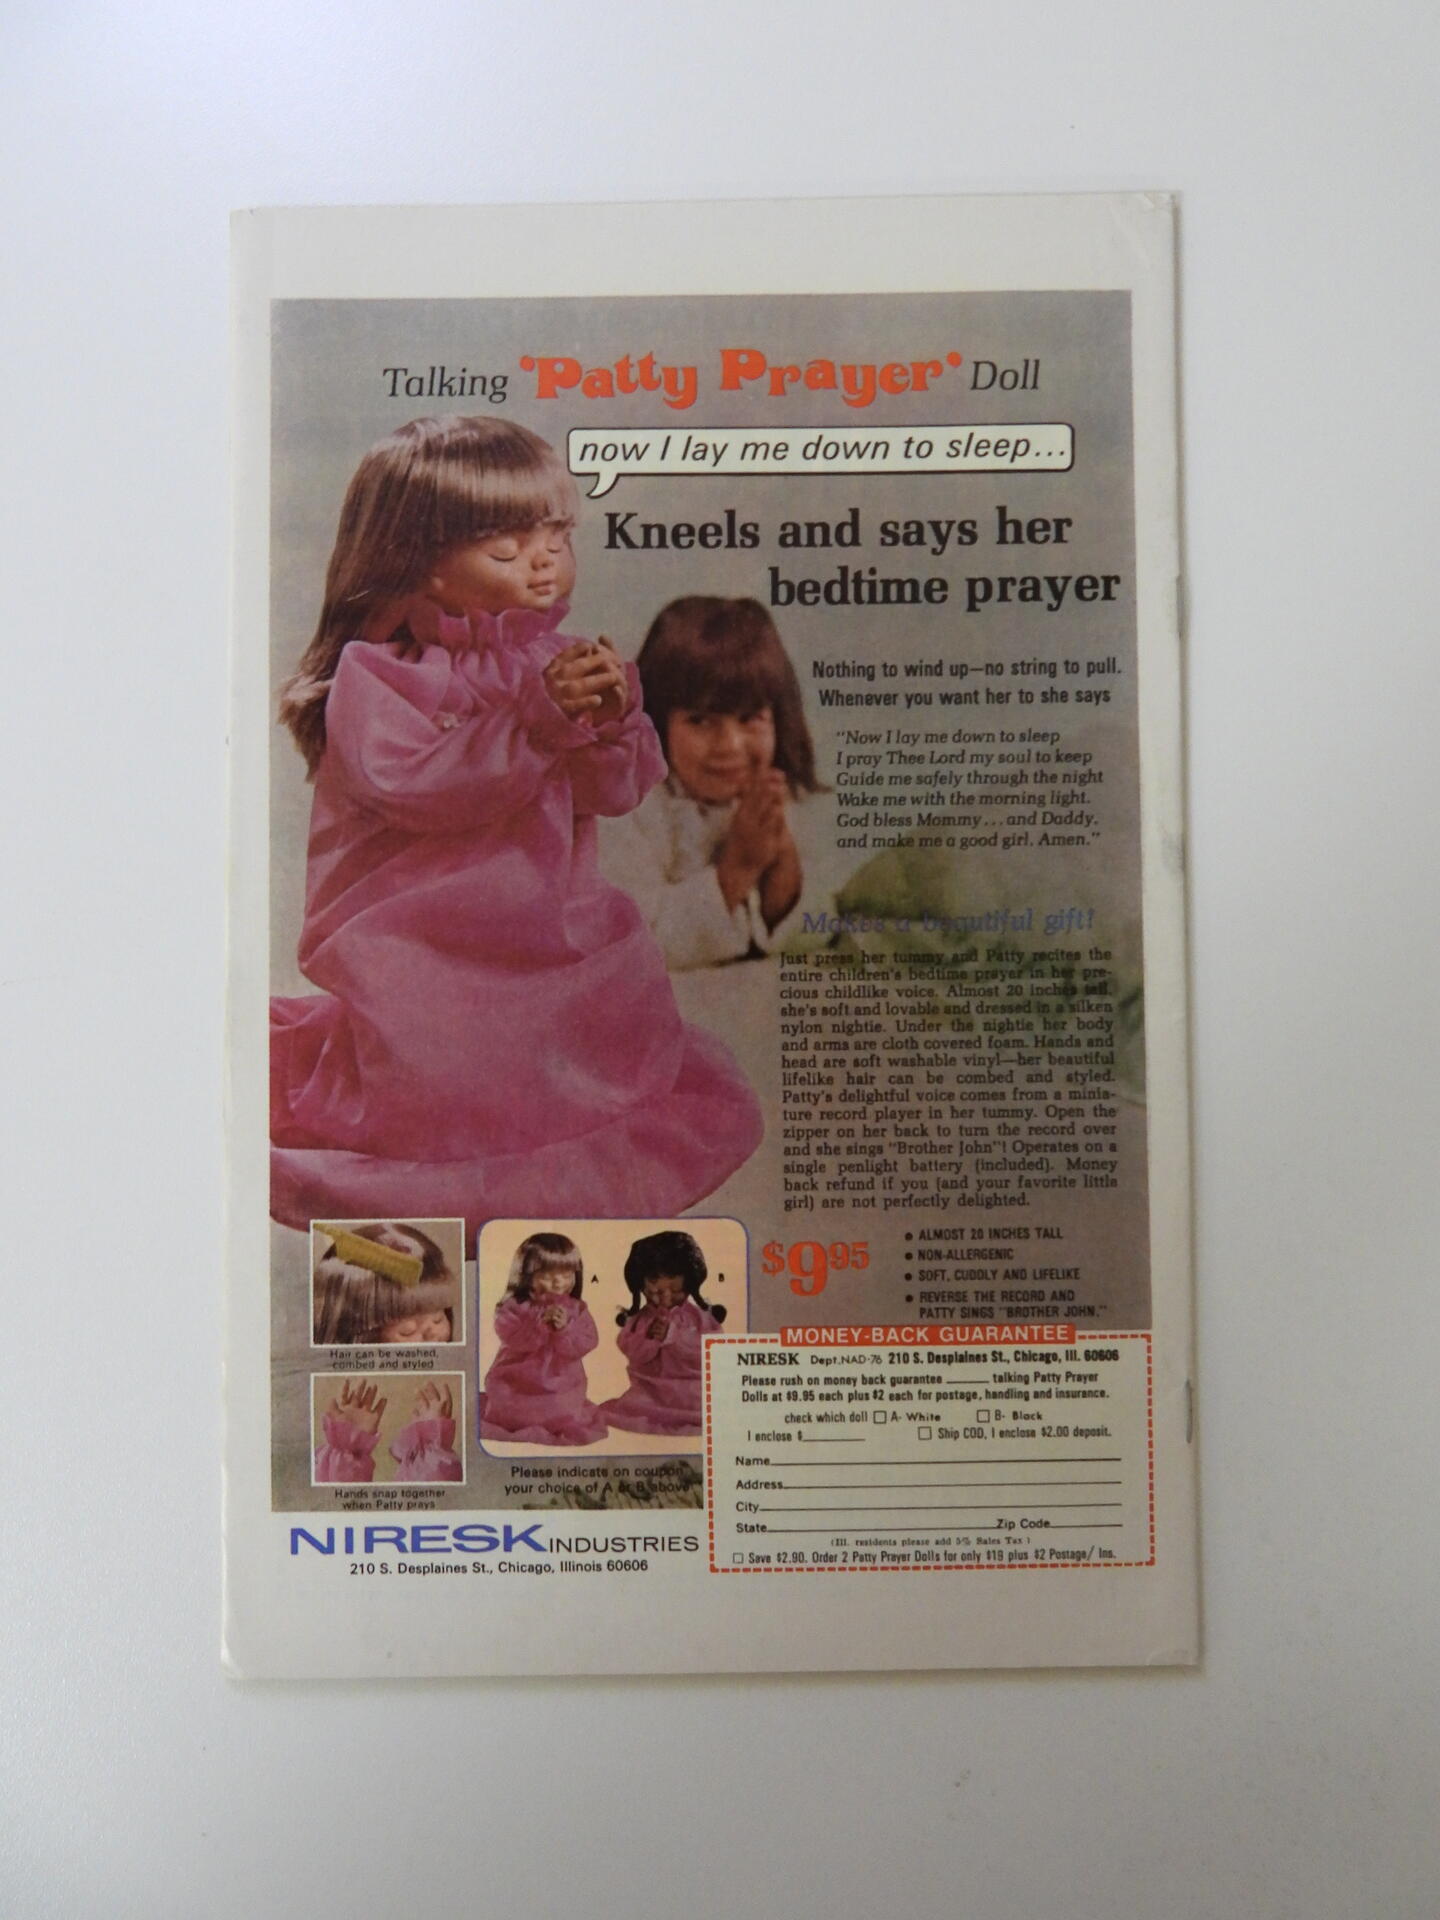 Talking 'Patty Prayer' Doll
now I lay me down to sleep...
Kneels and says her
bedtime prayer
Nothing to wind up—no string to pull.
Whenever you want her to she says
"Now I lay me down to sleep
I pray Thee Lord my soul to keep
Guide me safely through the night
Wake me with the morning light.
God bless Mommy...and Daddy,
and make me a good girl. Amen."
Makes a beautiful gift!
Just press her tummy and Patty recites the
entire children's bedtime prayer in her pre-
cious childlike voice. Almost 20 inches tall,
she's soft and lovable and dressed in a silken
nylon nightie. Under the nightie her body
and arms are cloth covered foam. Hands and
head are soft washable vinyl—her beautiful
lifelike hair can be combed and styled.
Patty's delightful voice comes from a minia-
ture record player in her tummy. Open the
zipper on her back to turn the record over
and she sings "Brother John"! Operates on a
single penlight battery (included). Money
back refund if you (and your favorite little
girl) are not perfectly delighted.
$9.95
• ALMOST 20 INCHES TALL
• NON-ALLERGENIC
• SOFT, CUDDLY AND LIFELIKE
• REVERSE THE RECORD AND
PATTY SINGS "BROTHER JOHN."
Hair can be washed,
combed and styled
Hands snap together
when Patty prays
A
B
Please indicate on coupon
your choice of A or B above
NIRESK INDUSTRIES
210 S. Desplaines St., Chicago, Illinois 60606
MONEY-BACK GUARANTEE
NIRESK Dept.NAD-76 210 S. Desplaines St., Chicago, Ill. 60606
Please rush on money back guarantee ______ talking Patty Prayer
Dolls at $9.95 each plus $2 each for postage, handling and insurance.
check which doll ☐ A- White ☐ B- Black
I enclose $________ ☐ Ship COD, I enclose $2.00 deposit.
Name
Address
City
State Zip Code
(Ill. residents please add 5% Sales Tax)
☐ Save $2.90. Order 2 Patty Prayer Dolls for only $19 plus $2 Postage/ Ins.